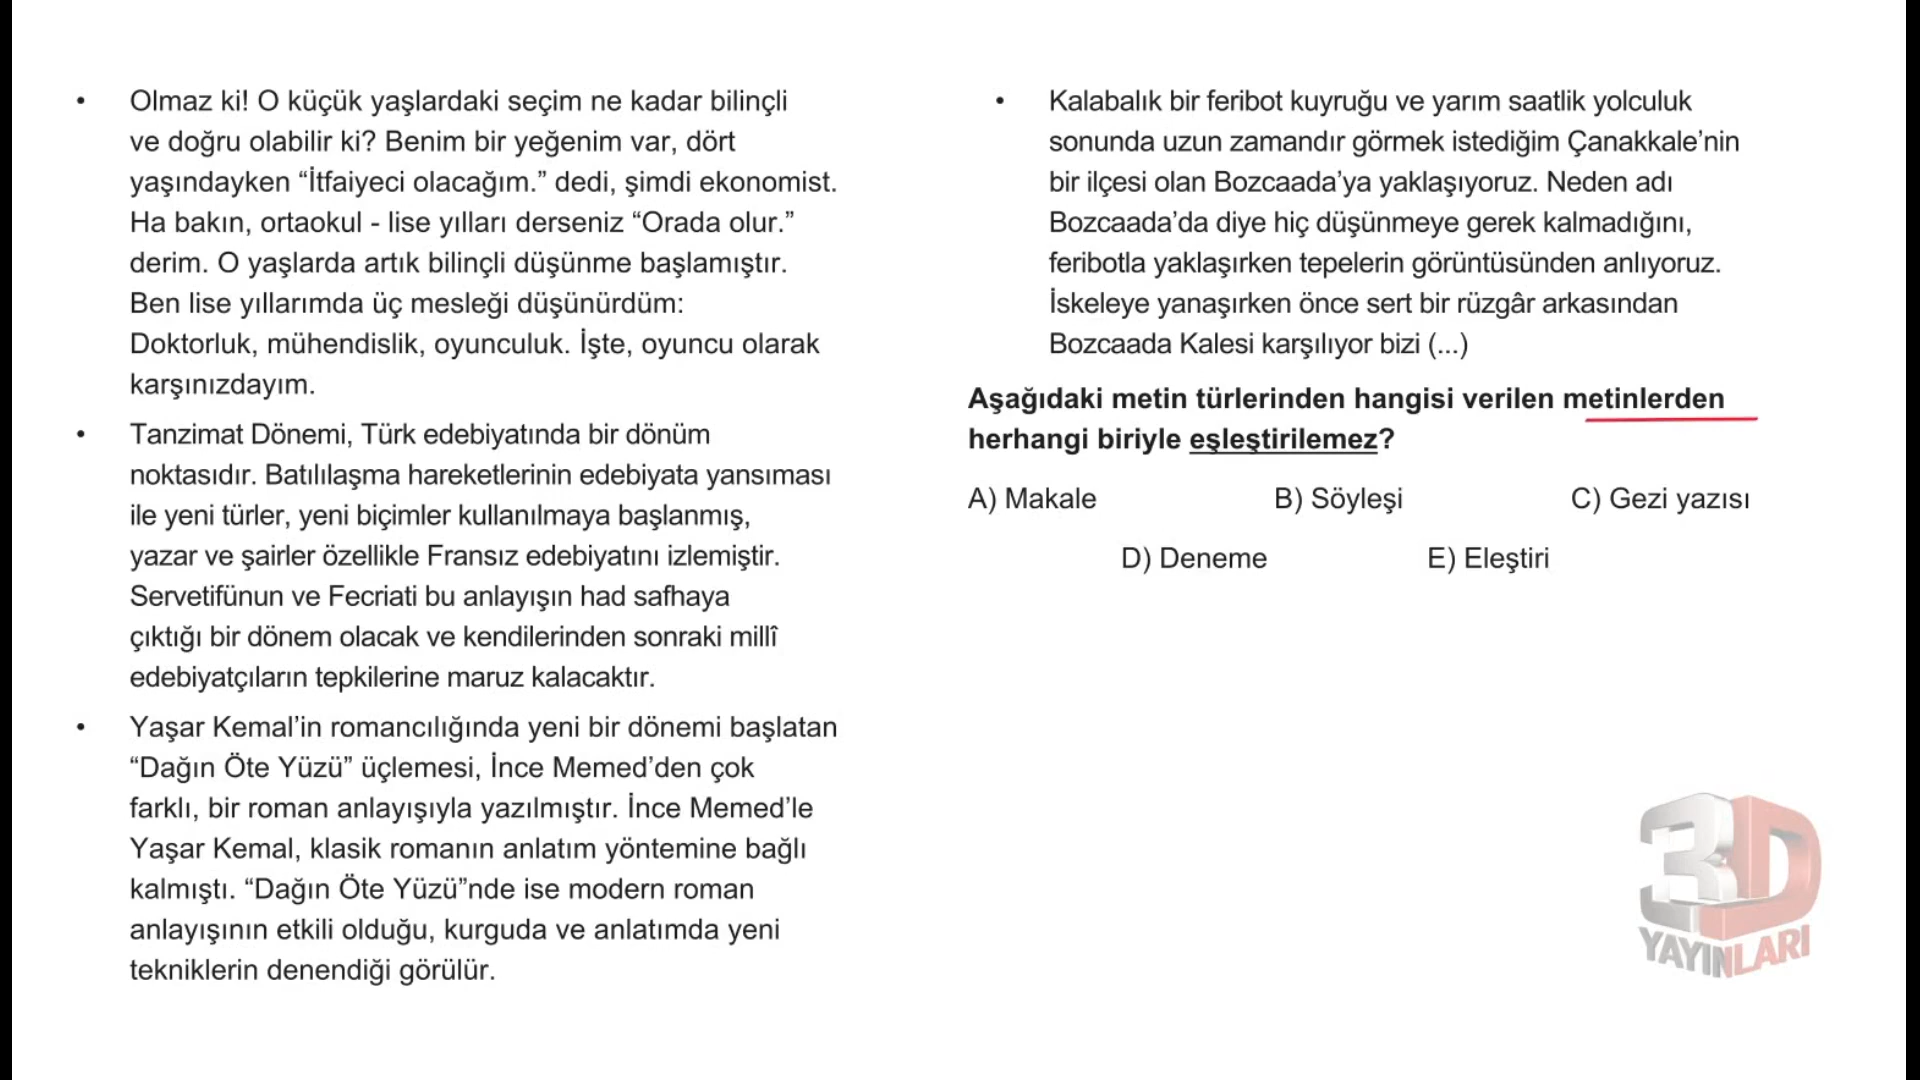 • Olmaz ki! O küçük yaşlardaki seçim ne kadar bilinçli
ve doğru olabilir ki? Benim bir yeğenim var, dört
yaşındayken “İtfaiyeci olacağım.” dedi, şimdi ekonomist.
Ha bakın, ortaokul - lise yılları derseniz “Orada olur.”
derim. O yaşlarda artık bilinçli düşünme başlamıştır.
Ben lise yıllarımda üç mesleği düşünürdüm:
Doktorluk, mühendislik, oyunculuk. İşte, oyuncu olarak
karşınızdayım.
• Tanzimat Dönemi, Türk edebiyatında bir dönüm
noktasıdır. Batılılaşma hareketlerinin edebiyata yansıması
ile yeni türler, yeni biçimler kullanılmaya başlanmış,
yazar ve şairler özellikle Fransız edebiyatını izlemiştir.
Servetifünun ve Fecriati bu anlayışın had safhaya
çıktığı bir dönem olacak ve kendilerinden sonraki millî
edebiyatçıların tepkilerine maruz kalacaktır.
• Yaşar Kemal’in romancılığında yeni bir dönemi başlatan
“Dağın Öte Yüzü” üçlemesi, İnce Memed’den çok
farklı, bir roman anlayışıyla yazılmıştır. İnce Memed’le
Yaşar Kemal, klasik romanın anlatım yöntemine bağlı
kalmıştı. “Dağın Öte Yüzü”nde ise modern roman
anlayışının etkili olduğu, kurguda ve anlatımda yeni
tekniklerin denendiği görülür.
• Kalabalık bir feribot kuyruğu ve yarım saatlik yolculuk
sonunda uzun zamandır görmek istediğim Çanakkale’nin
bir ilçesi olan Bozcaada’ya yaklaşıyoruz. Neden adı
Bozcaada’da diye hiç düşünmeye gerek kalmadığını,
feribotla yaklaşırken tepelerin görüntüsünden anlıyoruz.
İskeleye yanaşırken önce sert bir rüzgâr arkasından
Bozcaada Kalesi karşılıyor bizi (...)
Aşağıdaki metin türlerinden hangisi verilen metinlerden
herhangi biriyle eşleştirilemez?
A) Makale B) Söyleşi C) Gezi yazısı
D) Deneme E) Eleştiri
3D
YAYINLARI